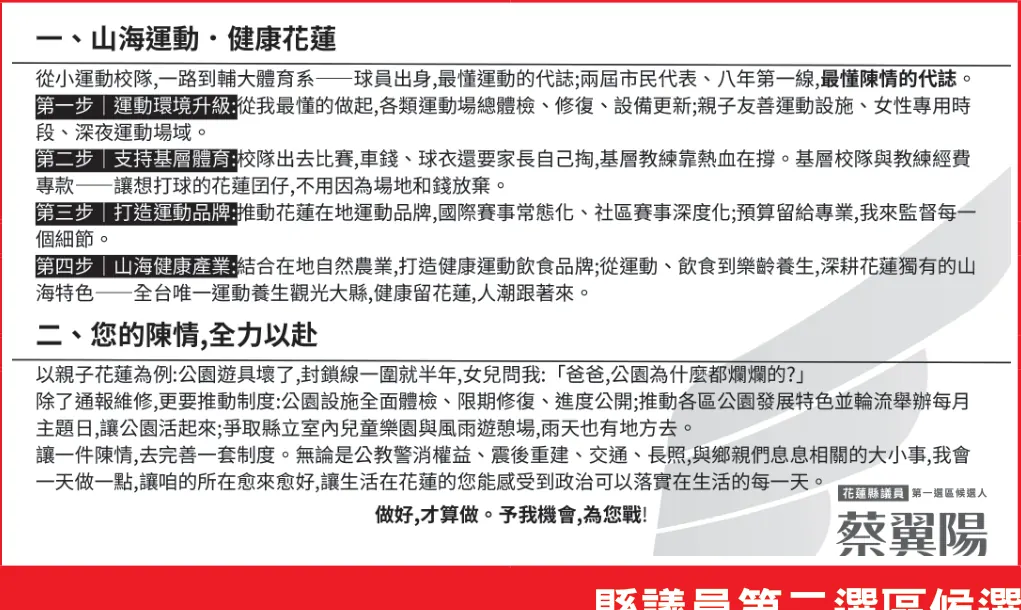 一、山海運動・健康花蓮
從小運動校隊,一路到輔大體育系——球員出身,最懂運動的代誌;兩屆市民代表、八年第一線,最懂陳情的代誌。
第一步｜運動環境升級:從我最懂的做起,各類運動場總體檢、修復、設備更新;親子友善運動設施、女性專用時
段、深夜運動場域。
第二步｜支持基層體育:校隊出去比賽,車錢、球衣還要家長自己掏,基層教練靠熱血在撐。基層校隊與教練經費
專款——讓想打球的花蓮囝仔,不用因為場地和錢放棄。
第三步｜打造運動品牌:推動花蓮在地運動品牌,國際賽事常態化、社區賽事深度化;預算留給專業,我來監督每一
個細節。
第四步｜山海健康產業:結合在地自然農業,打造健康運動飲食品牌;從運動、飲食到樂齡養生,深耕花蓮獨有的山
海特色——全台唯一運動養生觀光大縣,健康留花蓮,人潮跟著來。
二、您的陳情,全力以赴
以親子花蓮為例:公園遊具壞了,封鎖線一圍就半年,女兒問我:「爸爸,公園為什麼都爛爛的?」
除了通報維修,更要推動制度:公園設施全面體檢、限期修復、進度公開;推動各區公園發展特色並輪流舉辦每月
主題日,讓公園活起來;爭取縣立室內兒童樂園與風雨遊憩場,雨天也有地方去。
讓一件陳情,去完善一套制度。無論是公教警消權益、震後重建、交通、長照,與鄉親們息息相關的大小事,我會
一天做一點,讓咱的所在愈來愈好,讓生活在花蓮的您能感受到政治可以落實在生活的每一天。
做好,才算做。予我機會,為您戰!
花蓮縣議員 第一選區候選人
蔡翼陽
縣議員第二選區候選